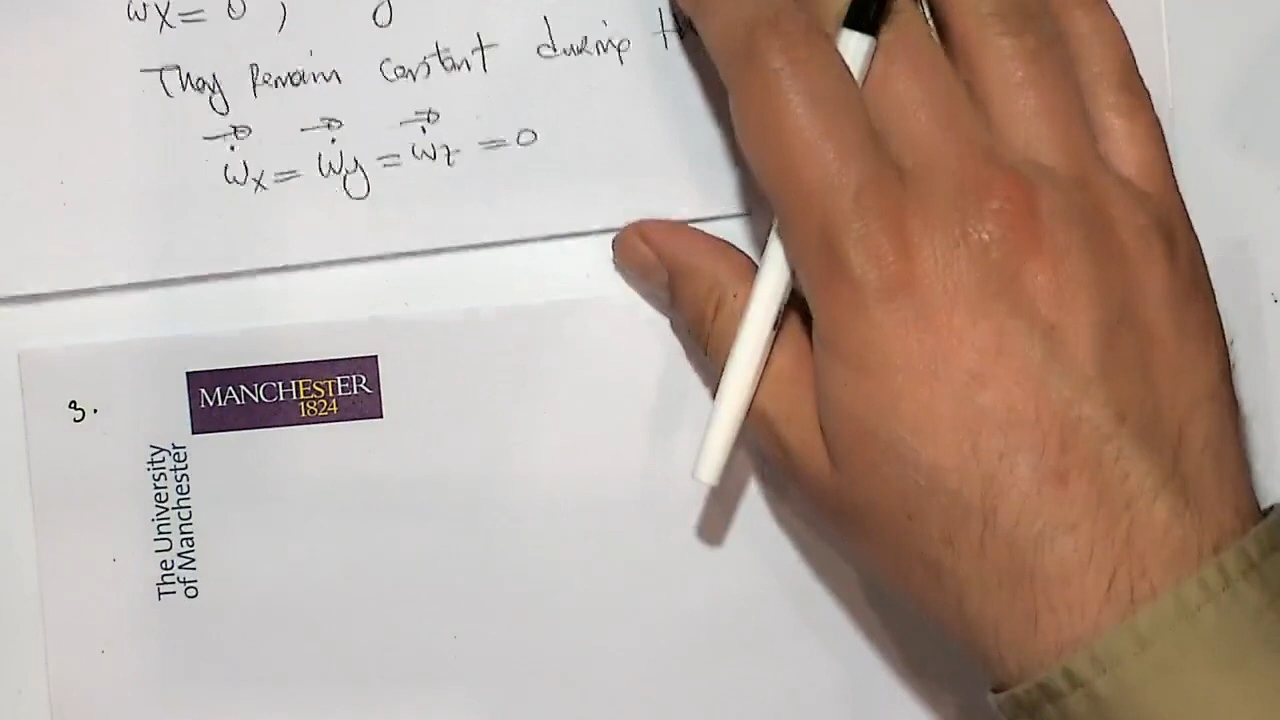 ωx = 0 ,
They Remain constant during
ω̇x = ω̇y = ω̇z = 0
3.
MANCHESTER
1824
The University
of Manchester